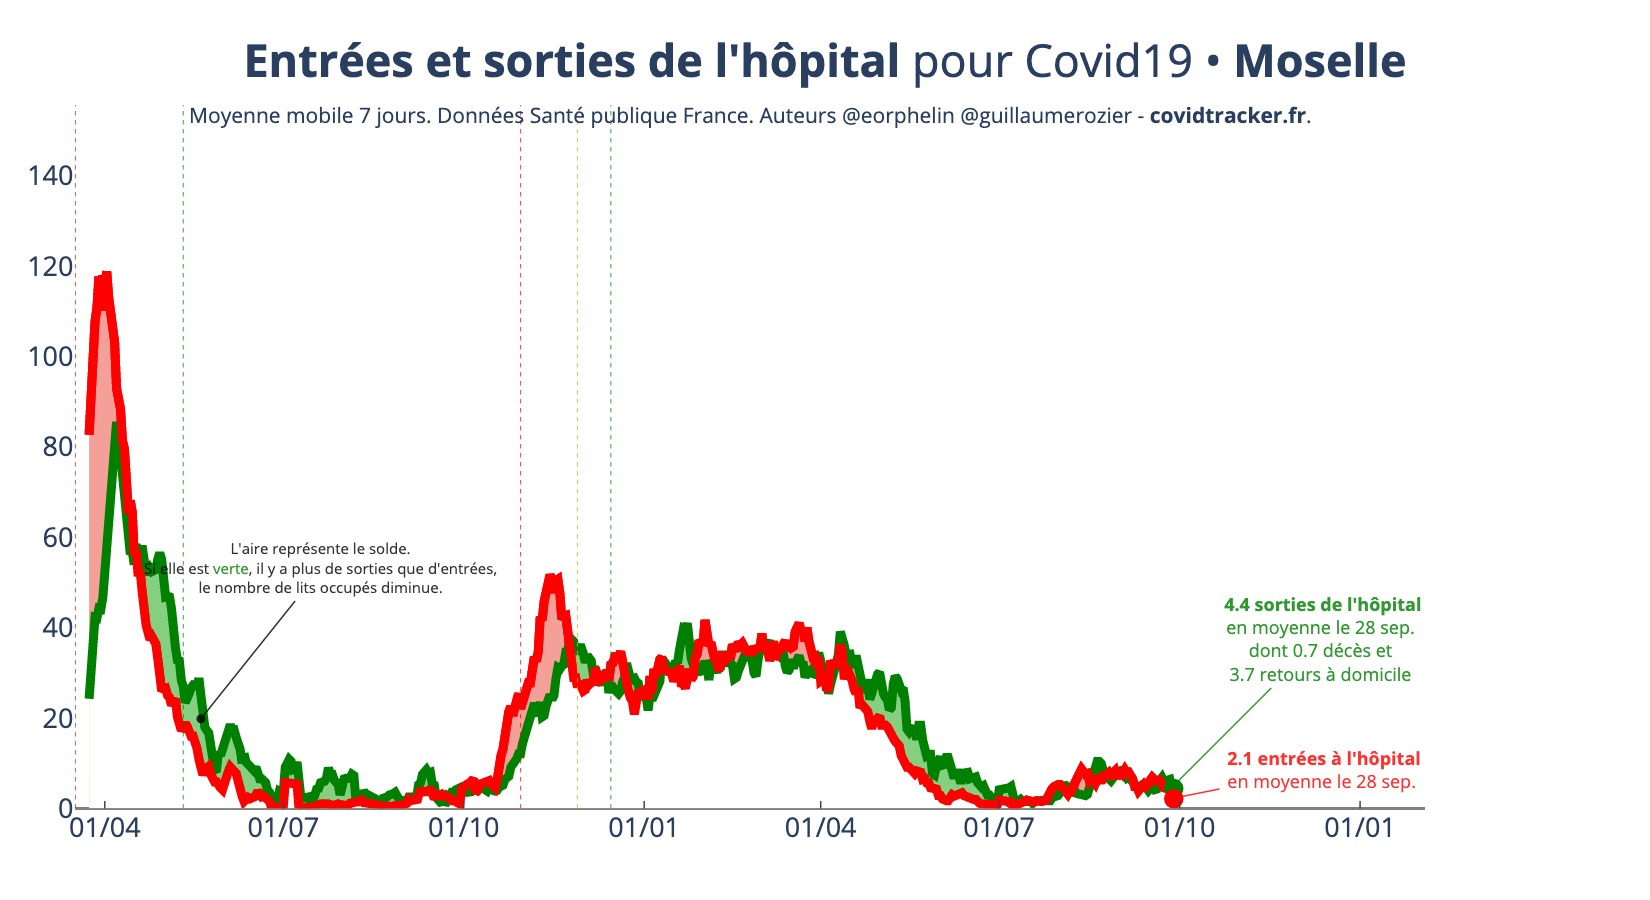 Entrées et sorties de l'hôpital pour Covid19 • Moselle
Moyenne mobile 7 jours. Données Santé publique France. Auteurs @eorphelin @guillaumerozier - covidtracker.fr.
140
120
100
80
60
40
20
0
L'aire représente le solde.
Si elle est verte, il y a plus de sorties que d'entrées,
le nombre de lits occupés diminue.
4.4 sorties de l'hôpital
en moyenne le 28 sep.
dont 0.7 décès et
3.7 retours à domicile
2.1 entrées à l'hôpital
en moyenne le 28 sep.
01/04 01/07 01/10 01/01 01/04 01/07 01/10 01/01